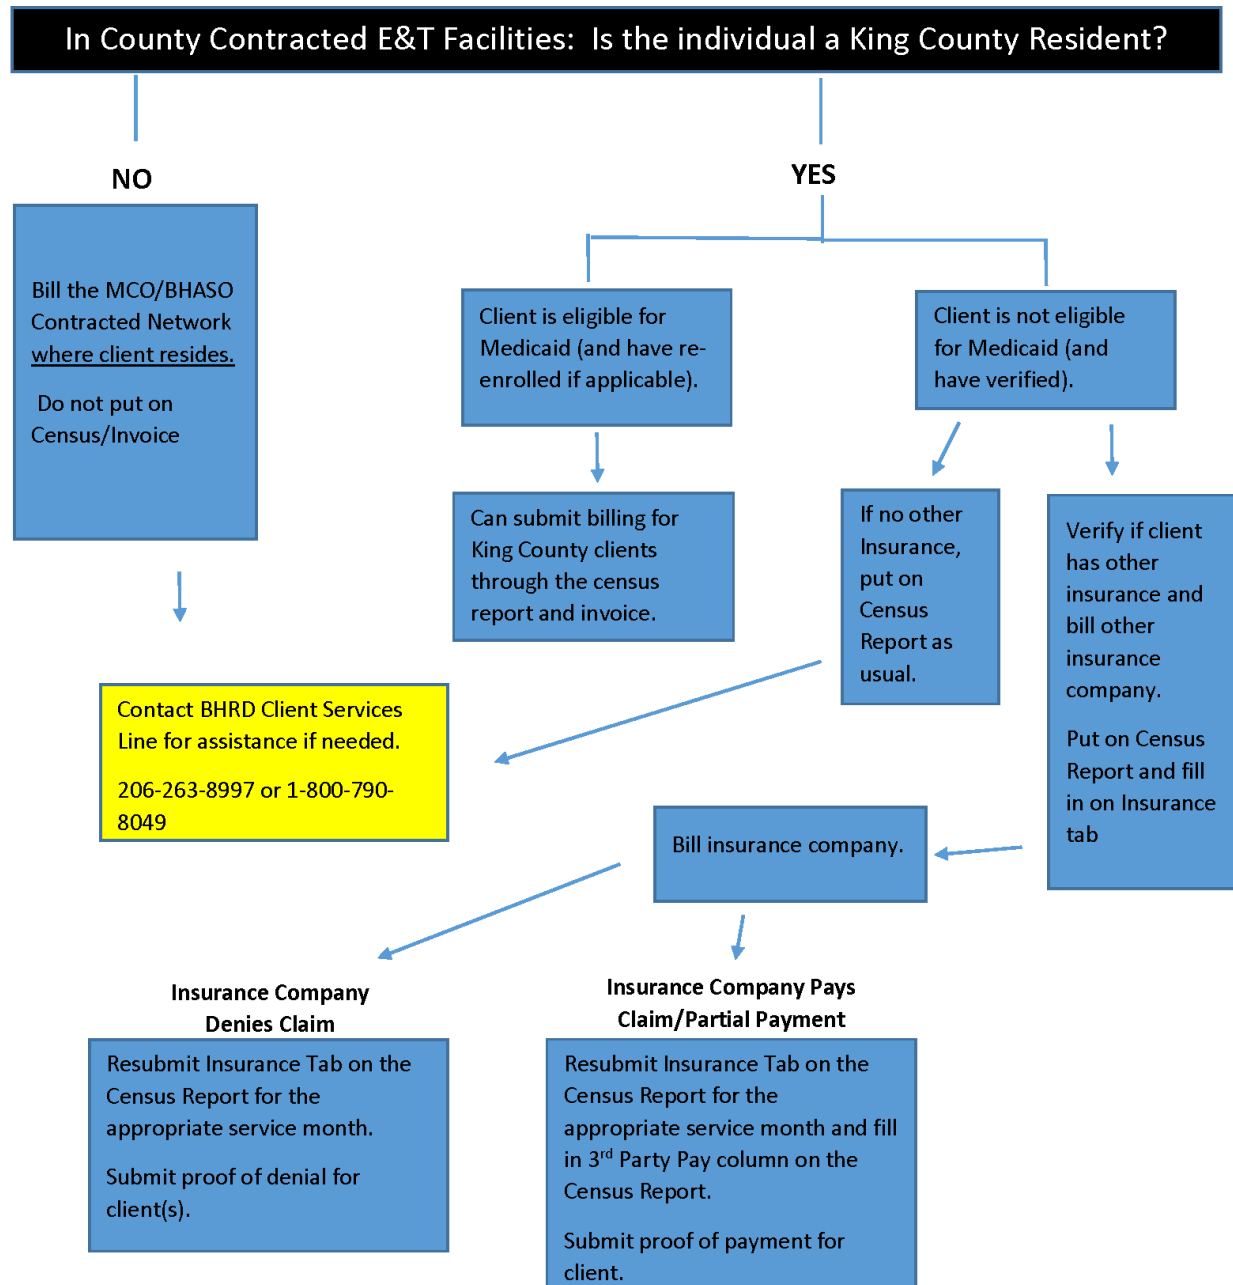 In County Contracted E&T Facilities:  Is the individual a King County Resident?
NO
YES
Bill the MCO/BHASO
Contracted Network
where client resides.
Do not put on
Census/Invoice
Client is eligible for
Medicaid (and have re-
enrolled if applicable).
Client is not eligible
for Medicaid (and
have verified).
Can submit billing for
King County clients
through the census
report and invoice.
If no other
Insurance,
put on
Census
Report as
usual.
Verify if client
has other
insurance and
bill other
insurance
company.
Put on Census
Report and fill
in on Insurance
tab
Contact BHRD Client Services
Line for assistance if needed.
206-263-8997 or 1-800-790-
8049
Bill insurance company.
Insurance Company
Denies Claim
Resubmit Insurance Tab on the
Census Report for the
appropriate service month.
Submit proof of denial for
client(s).
Insurance Company Pays
Claim/Partial Payment
Resubmit Insurance Tab on the
Census Report for the
appropriate service month and fill
in 3rd Party Pay column on the
Census Report.
Submit proof of payment for
client.